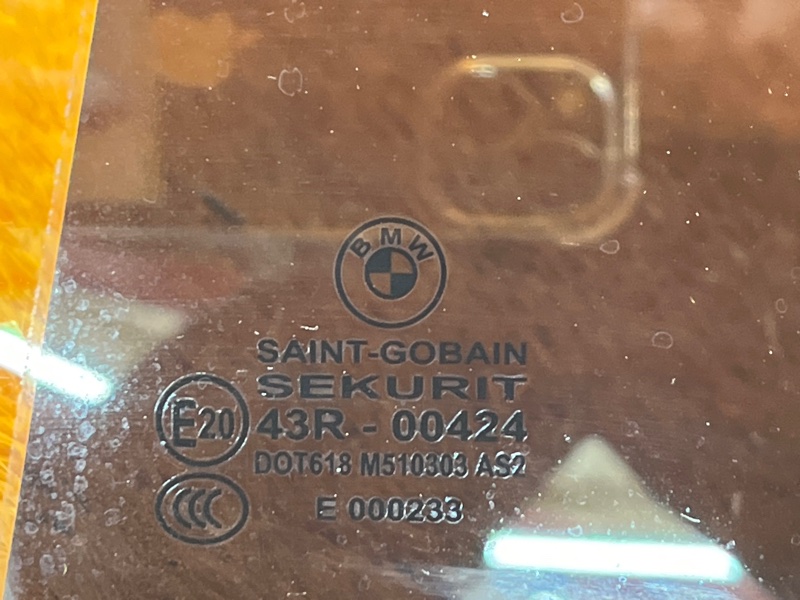 BMW
SAINT-GOBAIN
SEKURIT
E20 43R - 00424
DOT618 M510303 AS2
CCC E 000233